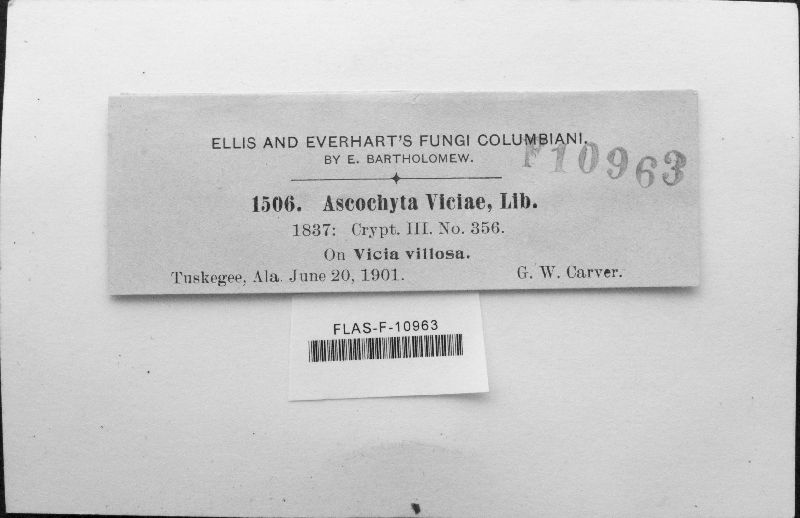 ELLIS AND EVERHART'S FUNGI COLUMBIANI.
BY E. BARTHOLOMEW.
F10963
1506. Ascochyta Viciae, Lib.
1837: Crypt. III. No. 356.
On Vicia villosa.
Tuskegee, Ala. June 20, 1901. G. W. Carver.
FLAS-F-10963